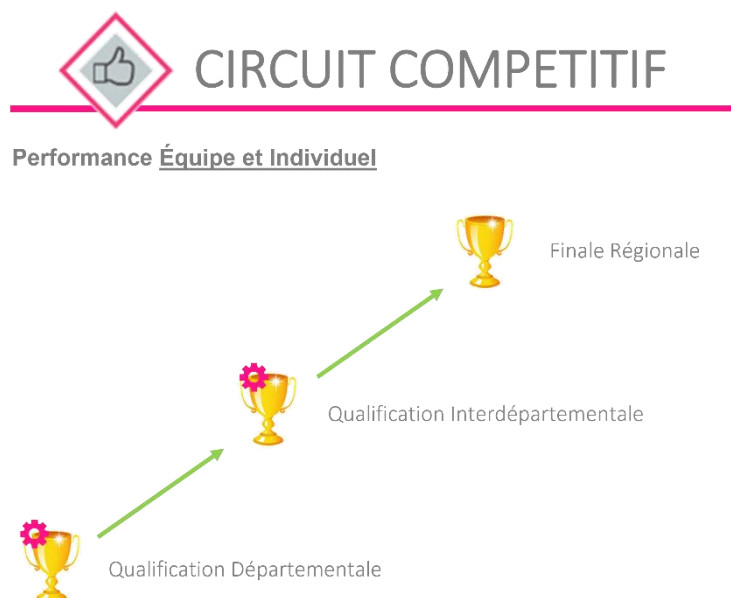 CIRCUIT COMPETITIF
Performance Équipe et Individuel
Finale Régionale
Qualification Interdépartementale
Qualification Départementale